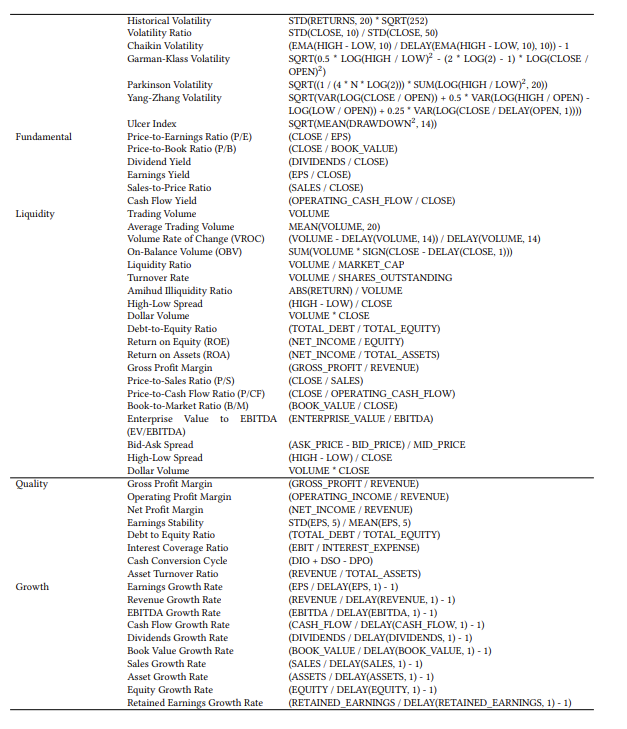 Historical Volatility STD(RETURNS, 20) * SQRT(252)
Volatility Ratio STD(CLOSE, 10) / STD(CLOSE, 50)
Chaikin Volatility (EMA(HIGH - LOW, 10) / DELAY(EMA(HIGH - LOW, 10), 10)) - 1
Garman-Klass Volatility SQRT(0.5 * LOG(HIGH / LOW)² - (2 * LOG(2) - 1) * LOG(CLOSE /
OPEN)²)
Parkinson Volatility SQRT((1 / (4 * N * LOG(2))) * SUM(LOG(HIGH / LOW)², 20))
Yang-Zhang Volatility SQRT(VAR(LOG(CLOSE / OPEN)) + 0.5 * VAR(LOG(HIGH / OPEN) -
LOG(LOW / OPEN)) + 0.25 * VAR(LOG(CLOSE / DELAY(OPEN, 1))))
Ulcer Index SQRT(MEAN(DRAWDOWN², 14))
Fundamental Price-to-Earnings Ratio (P/E) (CLOSE / EPS)
Price-to-Book Ratio (P/B) (CLOSE / BOOK_VALUE)
Dividend Yield (DIVIDENDS / CLOSE)
Earnings Yield (EPS / CLOSE)
Sales-to-Price Ratio (SALES / CLOSE)
Cash Flow Yield (OPERATING_CASH_FLOW / CLOSE)
Liquidity Trading Volume VOLUME
Average Trading Volume MEAN(VOLUME, 20)
Volume Rate of Change (VROC) (VOLUME - DELAY(VOLUME, 14)) / DELAY(VOLUME, 14)
On-Balance Volume (OBV) SUM(VOLUME * SIGN(CLOSE - DELAY(CLOSE, 1)))
Liquidity Ratio VOLUME / MARKET_CAP
Turnover Rate VOLUME / SHARES_OUTSTANDING
Amihud Illiquidity Ratio ABS(RETURN) / VOLUME
High-Low Spread (HIGH - LOW) / CLOSE
Dollar Volume VOLUME * CLOSE
Debt-to-Equity Ratio (TOTAL_DEBT / TOTAL_EQUITY)
Return on Equity (ROE) (NET_INCOME / EQUITY)
Return on Assets (ROA) (NET_INCOME / TOTAL_ASSETS)
Gross Profit Margin (GROSS_PROFIT / REVENUE)
Price-to-Sales Ratio (P/S) (CLOSE / SALES)
Price-to-Cash Flow Ratio (P/CF) (CLOSE / OPERATING_CASH_FLOW)
Book-to-Market Ratio (B/M) (BOOK_VALUE / CLOSE)
Enterprise Value to EBITDA (ENTERPRISE_VALUE / EBITDA)
(EV/EBITDA)
Bid-Ask Spread (ASK_PRICE - BID_PRICE) / MID_PRICE
High-Low Spread (HIGH - LOW) / CLOSE
Dollar Volume VOLUME * CLOSE
Quality Gross Profit Margin (GROSS_PROFIT / REVENUE)
Operating Profit Margin (OPERATING_INCOME / REVENUE)
Net Profit Margin (NET_INCOME / REVENUE)
Earnings Stability STD(EPS, 5) / MEAN(EPS, 5)
Debt to Equity Ratio (TOTAL_DEBT / TOTAL_EQUITY)
Interest Coverage Ratio (EBIT / INTEREST_EXPENSE)
Cash Conversion Cycle (DIO + DSO - DPO)
Asset Turnover Ratio (REVENUE / TOTAL_ASSETS)
Growth Earnings Growth Rate (EPS / DELAY(EPS, 1) - 1)
Revenue Growth Rate (REVENUE / DELAY(REVENUE, 1) - 1)
EBITDA Growth Rate (EBITDA / DELAY(EBITDA, 1) - 1)
Cash Flow Growth Rate (CASH_FLOW / DELAY(CASH_FLOW, 1) - 1)
Dividends Growth Rate (DIVIDENDS / DELAY(DIVIDENDS, 1) - 1)
Book Value Growth Rate (BOOK_VALUE / DELAY(BOOK_VALUE, 1) - 1)
Sales Growth Rate (SALES / DELAY(SALES, 1) - 1)
Asset Growth Rate (ASSETS / DELAY(ASSETS, 1) - 1)
Equity Growth Rate (EQUITY / DELAY(EQUITY, 1) - 1)
Retained Earnings Growth Rate (RETAINED_EARNINGS / DELAY(RETAINED_EARNINGS, 1) - 1)